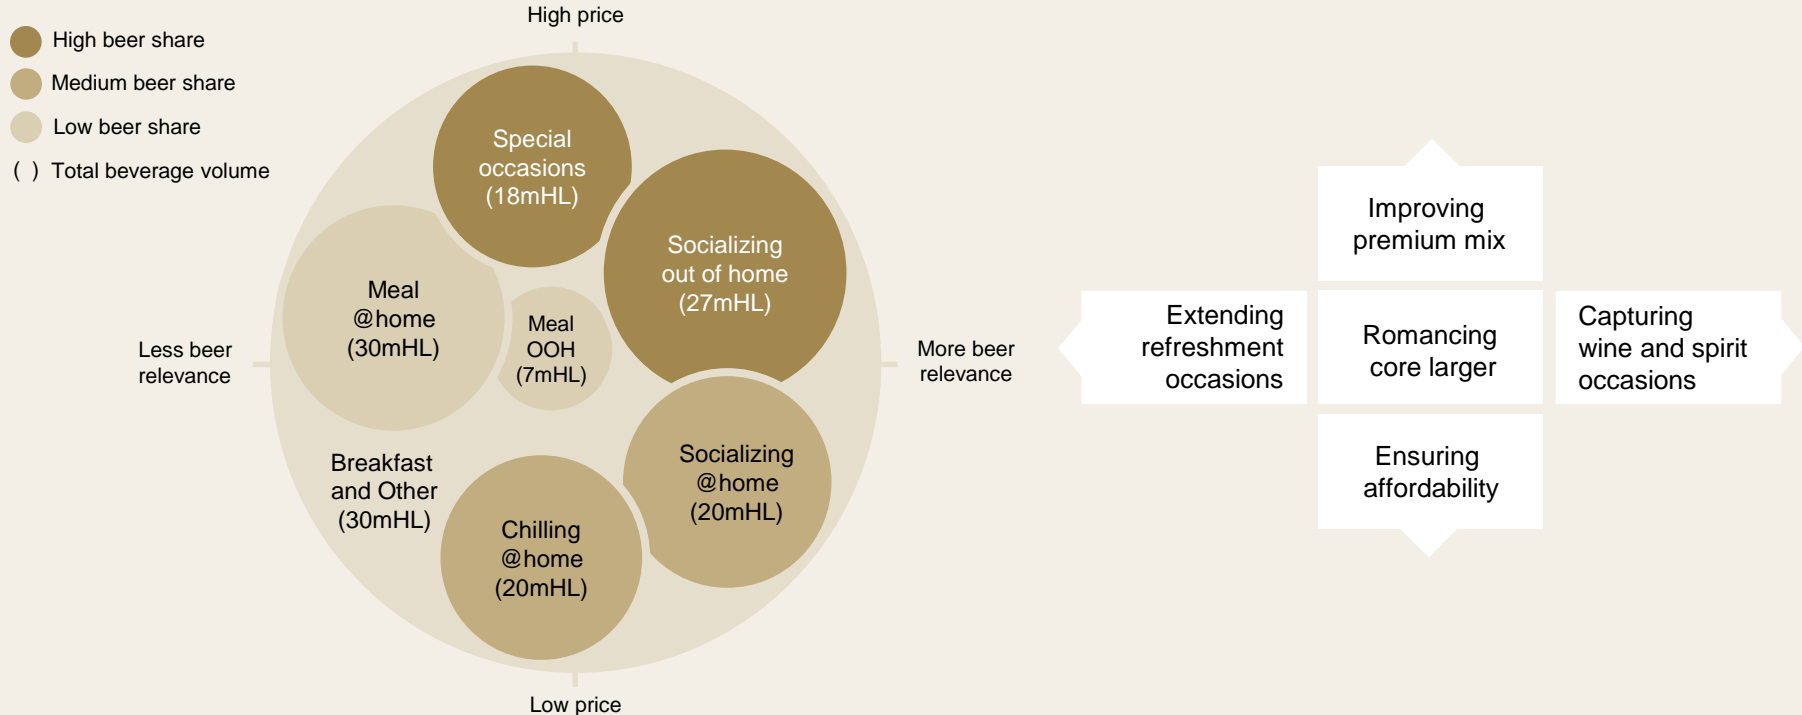 High price
High beer share
Medium beer share
Low beer share
( ) Total beverage volume
Special
occasions
(18mHL)
Socializing
out of home
(27mHL)
Meal
@home
(30mHL)
Meal
OOH
(7mHL)
Less beer
relevance
More beer
relevance
Breakfast
and Other
(30mHL)
Socializing
@home
(20mHL)
Chilling
@home
(20mHL)
Low price
Improving
premium mix
Extending
refreshment
occasions
Romancing
core larger
Capturing
wine and spirit
occasions
Ensuring
affordability